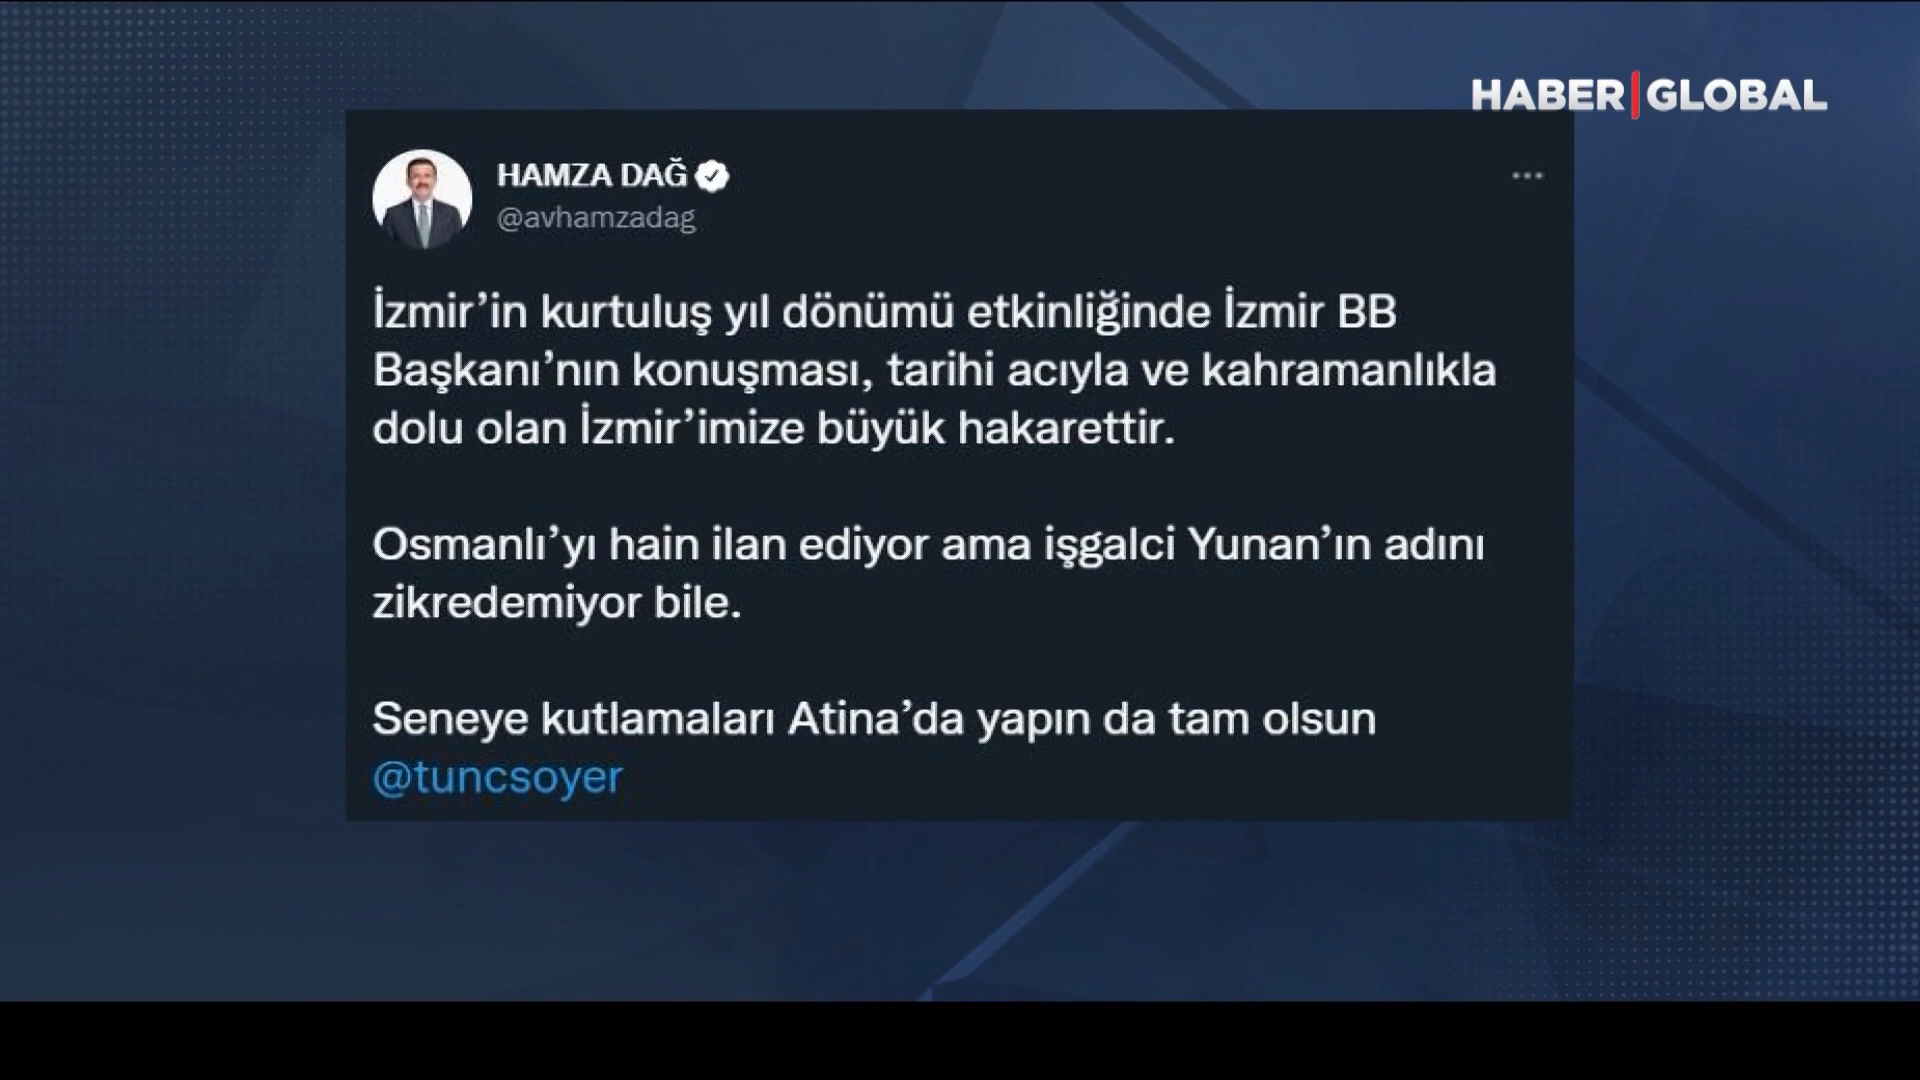 HABER GLOBAL
HAMZA DAĞ
@avhamzadag
İzmir’in kurtuluş yıl dönümü etkinliğinde İzmir BB
Başkanı’nın konuşması, tarihi acıyla ve kahramanlıkla
dolu olan İzmir’imize büyük hakarettir.
Osmanlı’yı hain ilan ediyor ama işgalci Yunan’ın adını
zikredemiyor bile.
Seneye kutlamaları Atina’da yapın da tam olsun
@tuncsoyer